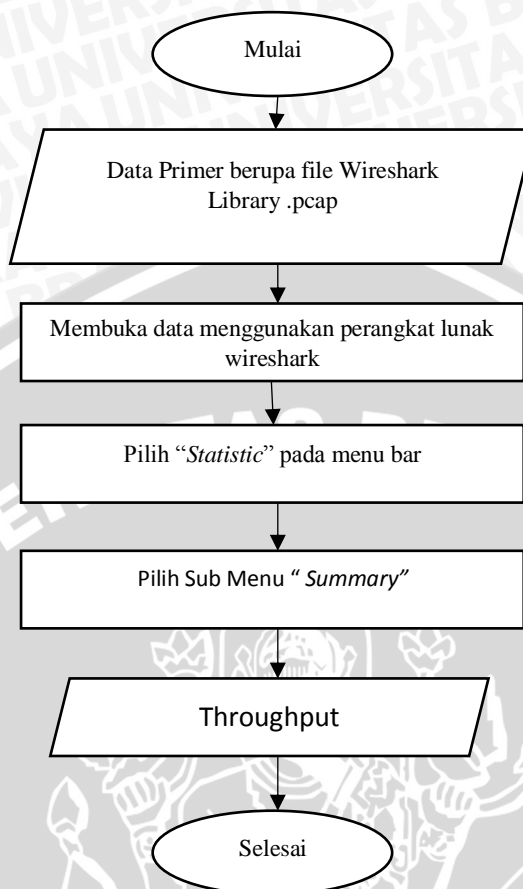 Mulai
Data Primer berupa file Wireshark
Library .pcap
Membuka data menggunakan perangkat lunak
wireshark
Pilih “Statistic” pada menu bar
Pilih Sub Menu “ Summary”
Throughput
Selesai